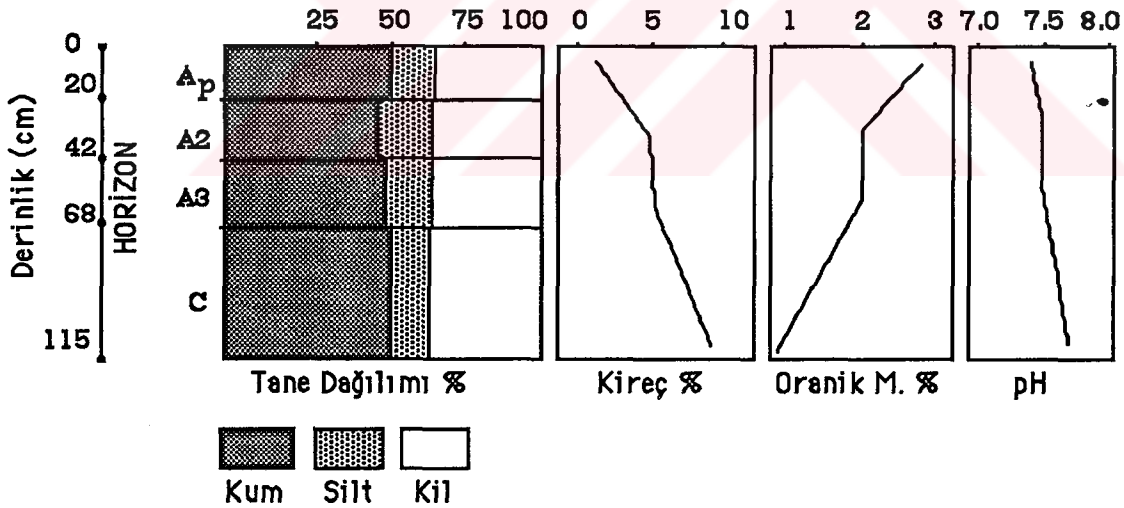 25 50 75 100 0 5 10 1 2 3 7.0 7.5 8.0
0
20
42
68
115
Derinlik (cm)
HORİZON
Ap
A2
A3
C
Tane Dağılımı % Kireç % Oranik M. % pH
Kum Silt Kil